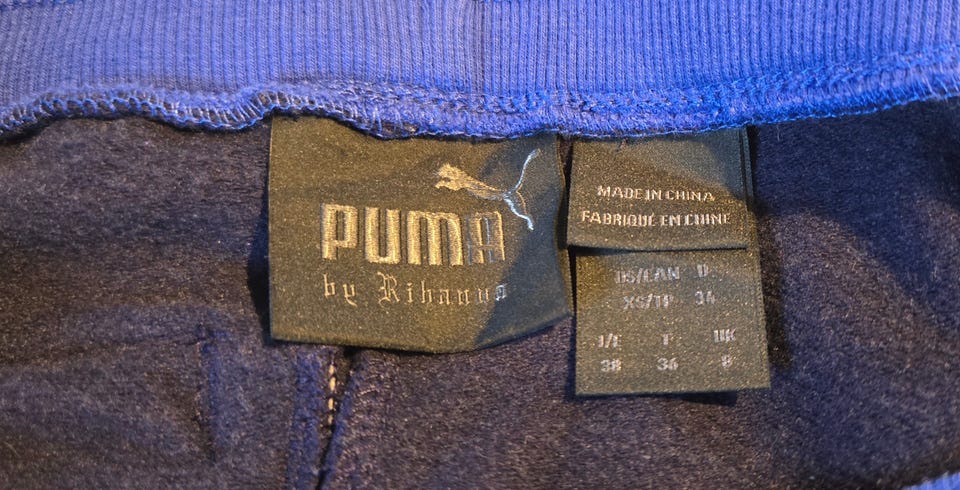 PUMA
by Rihanna
MADE IN CHINA
FABRIQUÉ EN CHINE
US/CAN D
XS/TP 34
I/E F UK
38 36 8